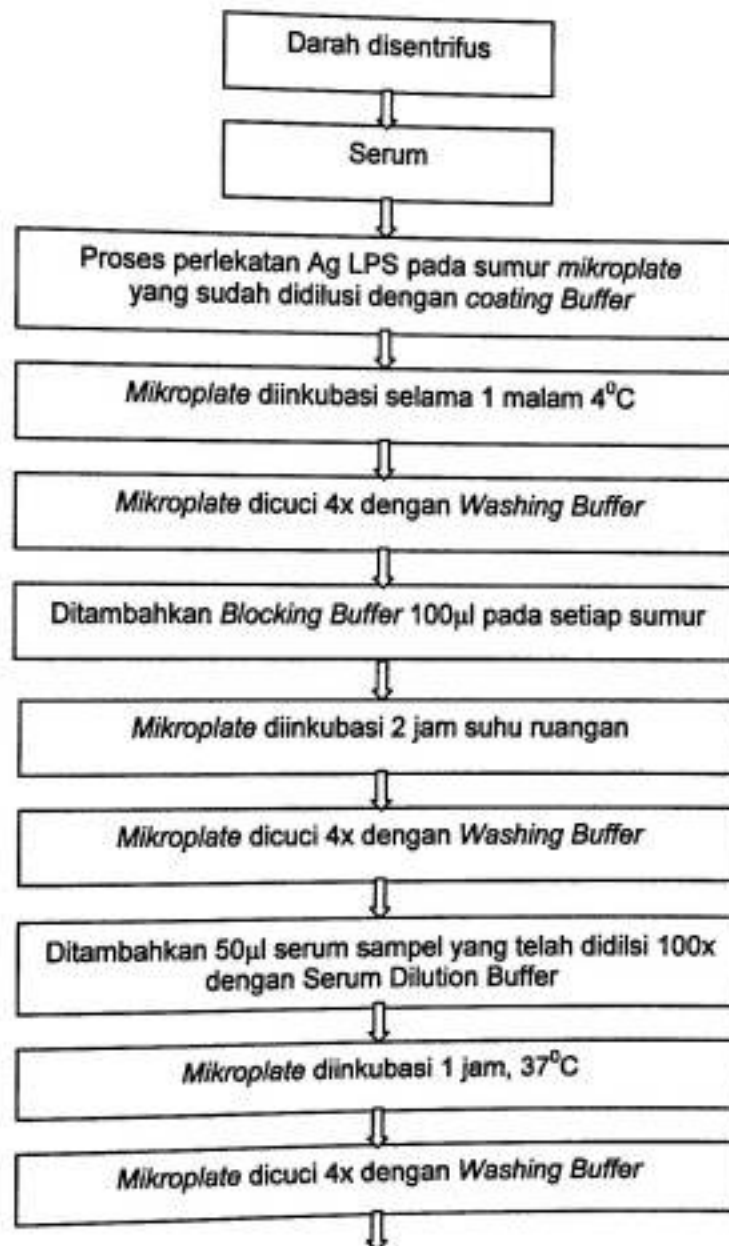 Darah disentrifus
Serum
Proses perlekatan Ag LPS pada sumur mikroplate
yang sudah didilusi dengan coating Buffer
Mikroplate diinkubasi selama 1 malam 4⁰C
Mikroplate dicuci 4x dengan Washing Buffer
Ditambahkan Blocking Buffer 100µl pada setiap sumur
Mikroplate diinkubasi 2 jam suhu ruangan
Mikroplate dicuci 4x dengan Washing Buffer
Ditambahkan 50µl serum sampel yang telah didilsi 100x
dengan Serum Dilution Buffer
Mikroplate diinkubasi 1 jam, 37⁰C
Mikroplate dicuci 4x dengan Washing Buffer